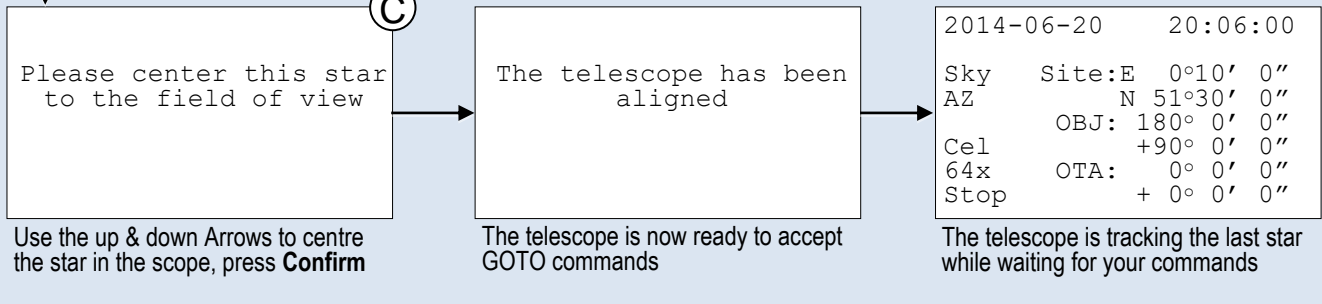 C
Please center this star
to the field of view
Use the up & down Arrows to centre
the star in the scope, press Confirm
The telescope has been
aligned
The telescope is now ready to accept
GOTO commands
2014-06-20 20:06:00
Sky Site:E 0°10′ 0″
AZ N 51°30′ 0″
OBJ: 180° 0′ 0″
Cel +90° 0′ 0″
64x OTA: 0° 0′ 0″
Stop + 0° 0′ 0″
The telescope is tracking the last star
while waiting for your commands